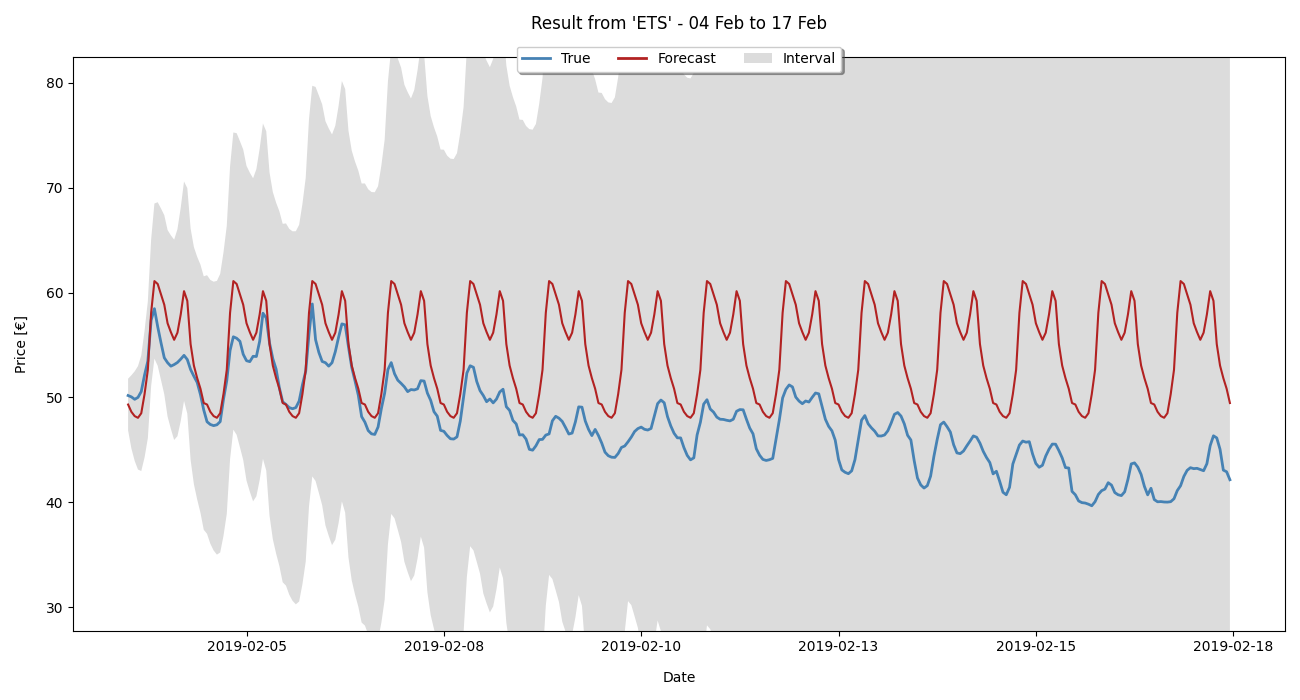 Result from 'ETS' - 04 Feb to 17 Feb
True Forecast Interval
80
70
60
50
40
30
Price [€]
2019-02-05 2019-02-08 2019-02-10 2019-02-13 2019-02-15 2019-02-18
Date